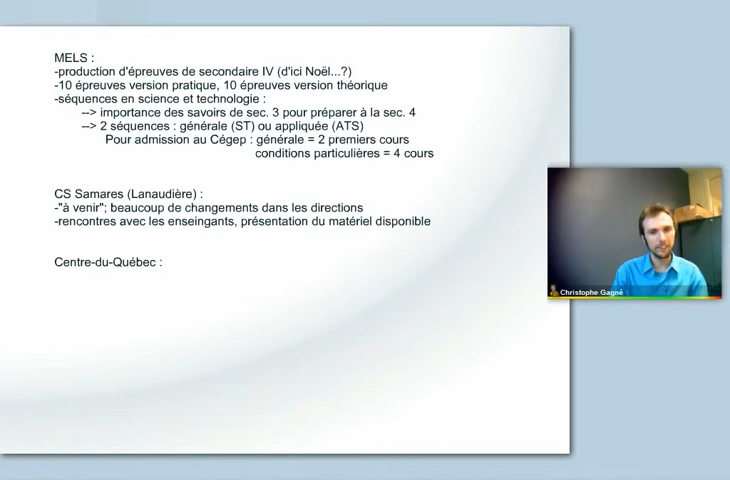 MELS :
-production d'épreuves de secondaire IV (d'ici Noël...?)
-10 épreuves version pratique, 10 épreuves version théorique
-séquences en science et technologie :
--> importance des savoirs de sec. 3 pour préparer à la sec. 4
--> 2 séquences : générale (ST) ou appliquée (ATS)
Pour admission au Cégep : générale = 2 premiers cours
conditions particulières = 4 cours
CS Samares (Lanaudière) :
-"à venir"; beaucoup de changements dans les directions
-rencontres avec les enseingants, présentation du matériel disponible
Centre-du-Québec :
Christophe Gagné